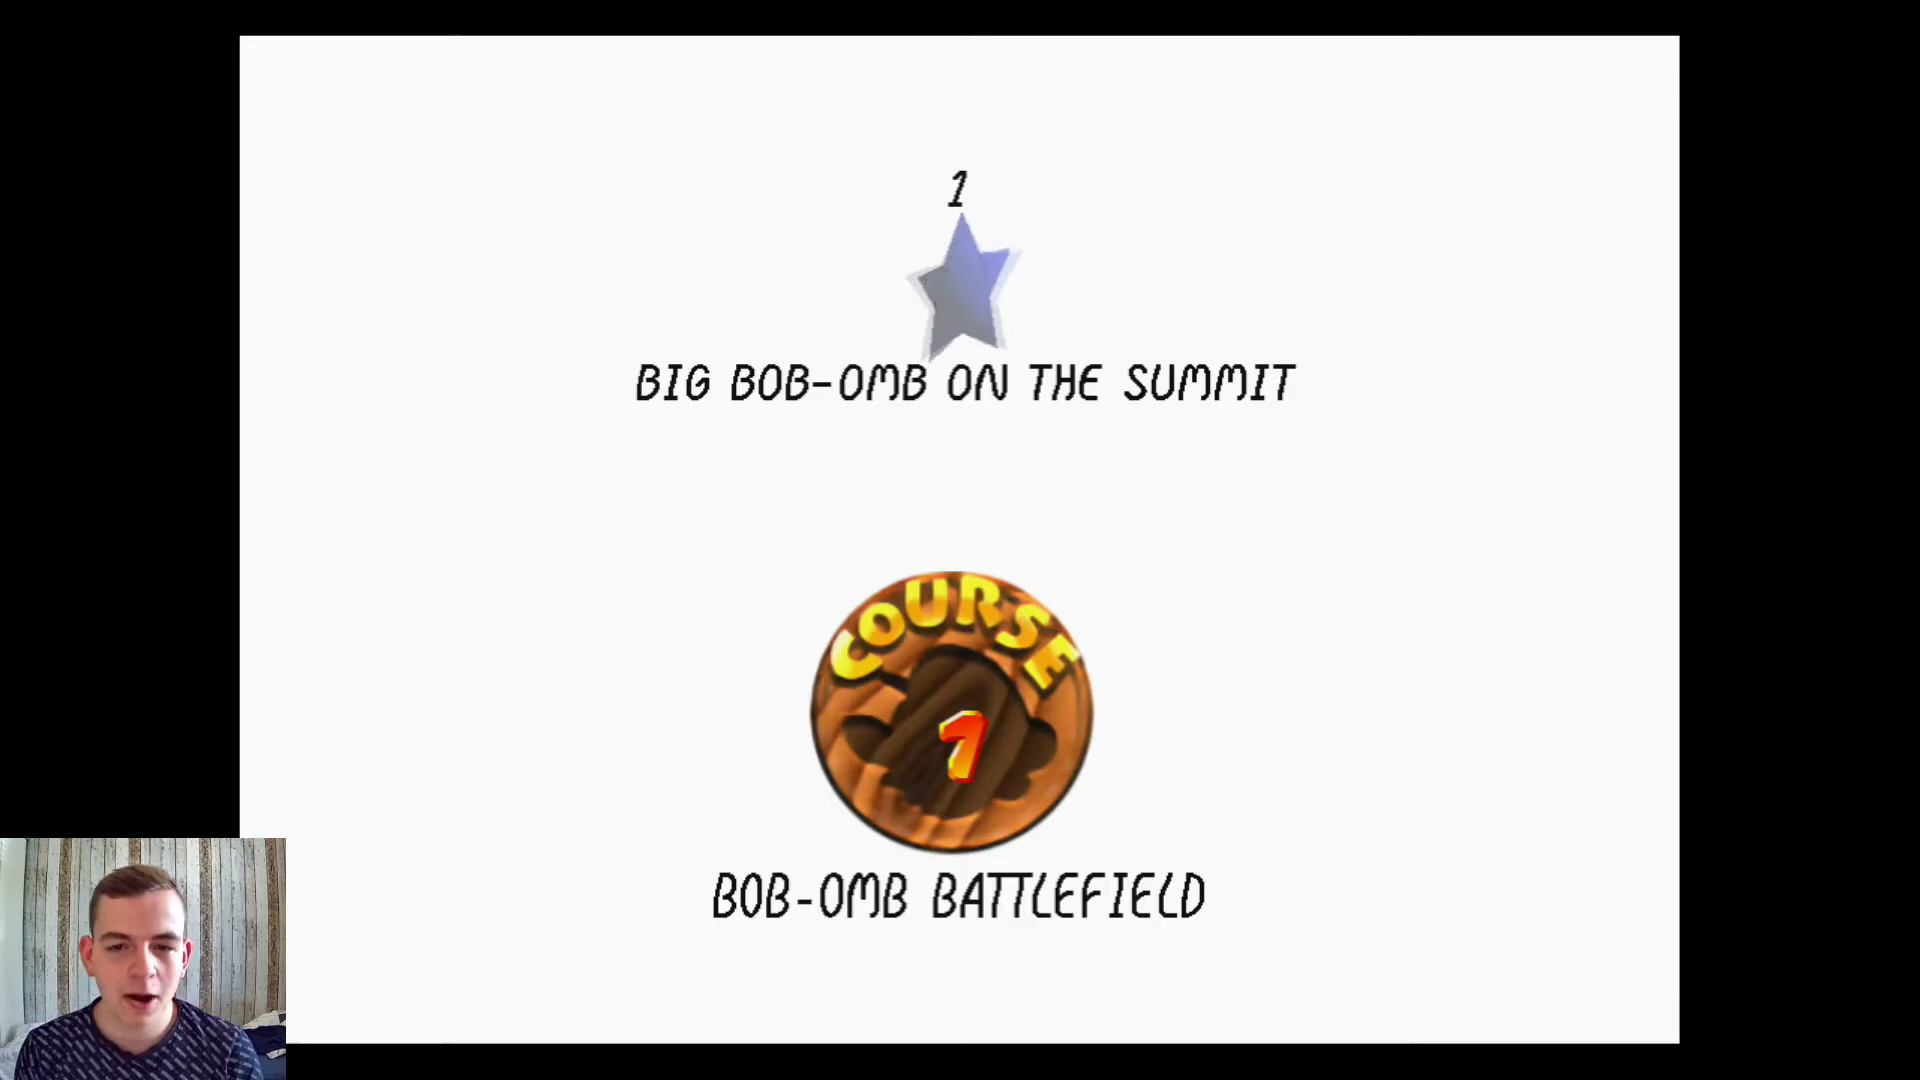 1
BIG BOB-OMB ON THE SUMMIT
COURSE
1
BOB-OMB BATTLEFIELD